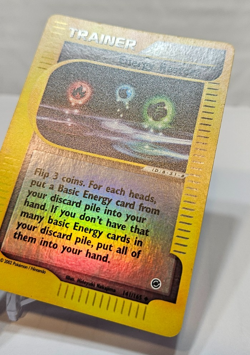 TRAINER
Flip 3 coins. For each heads,
put a Basic Energy card from
your discard pile into your
hand. If you don't have that
many basic Energy cards in
your discard pile, put all of
them into your hand.